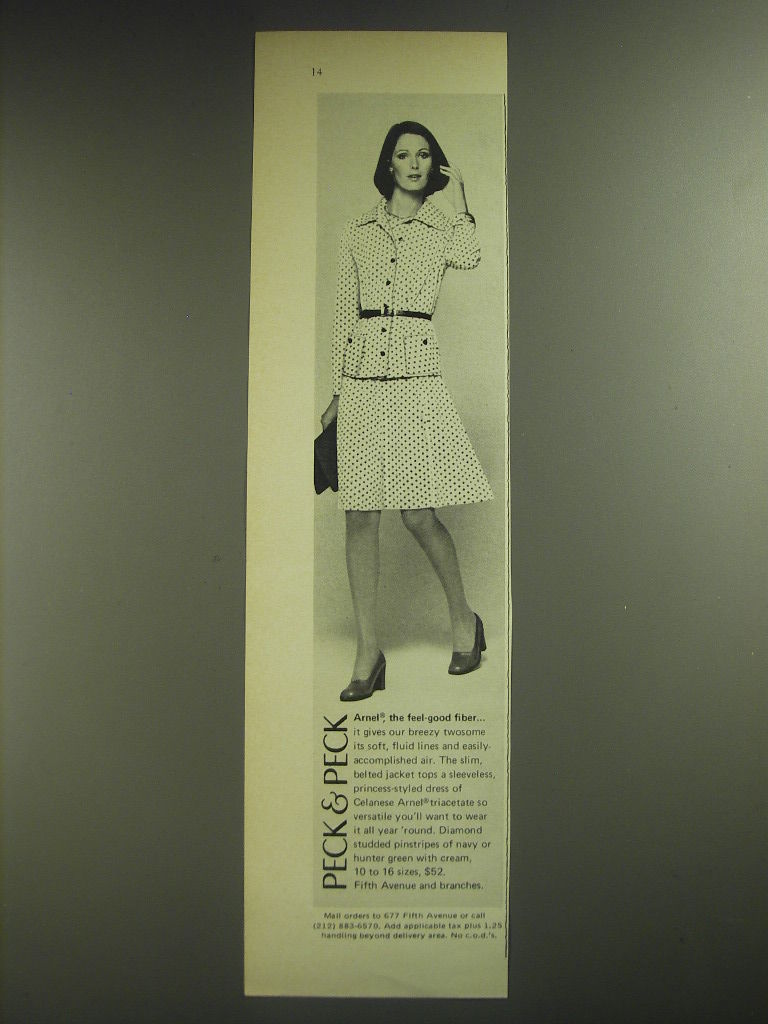 14
PECK & PECK
Arnel®, the feel-good fiber...
it gives our breezy twosome
its soft, fluid lines and easily-
accomplished air. The slim,
belted jacket tops a sleeveless,
princess-styled dress of
Celanese Arnel® triacetate so
versatile you'll want to wear
it all year 'round. Diamond
studded pinstripes of navy or
hunter green with cream,
10 to 16 sizes, $52.
Fifth Avenue and branches.
Mail orders to 677 Fifth Avenue or call
(212) 883-6570. Add applicable tax plus 1.25
handling beyond delivery area. No c.o.d.'s.